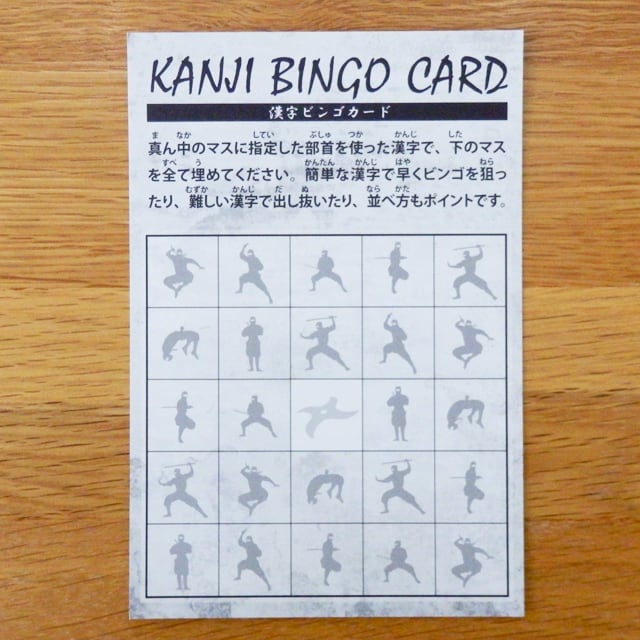 KANJI BINGO CARD
漢字ビンゴカード
真ん中のマスに指定した部首を使った漢字で、下のマス
を全て埋めてください。簡単な漢字で早くビンゴを狙っ
たり、難しい漢字で出し抜いたり、並べ方もポイントです。